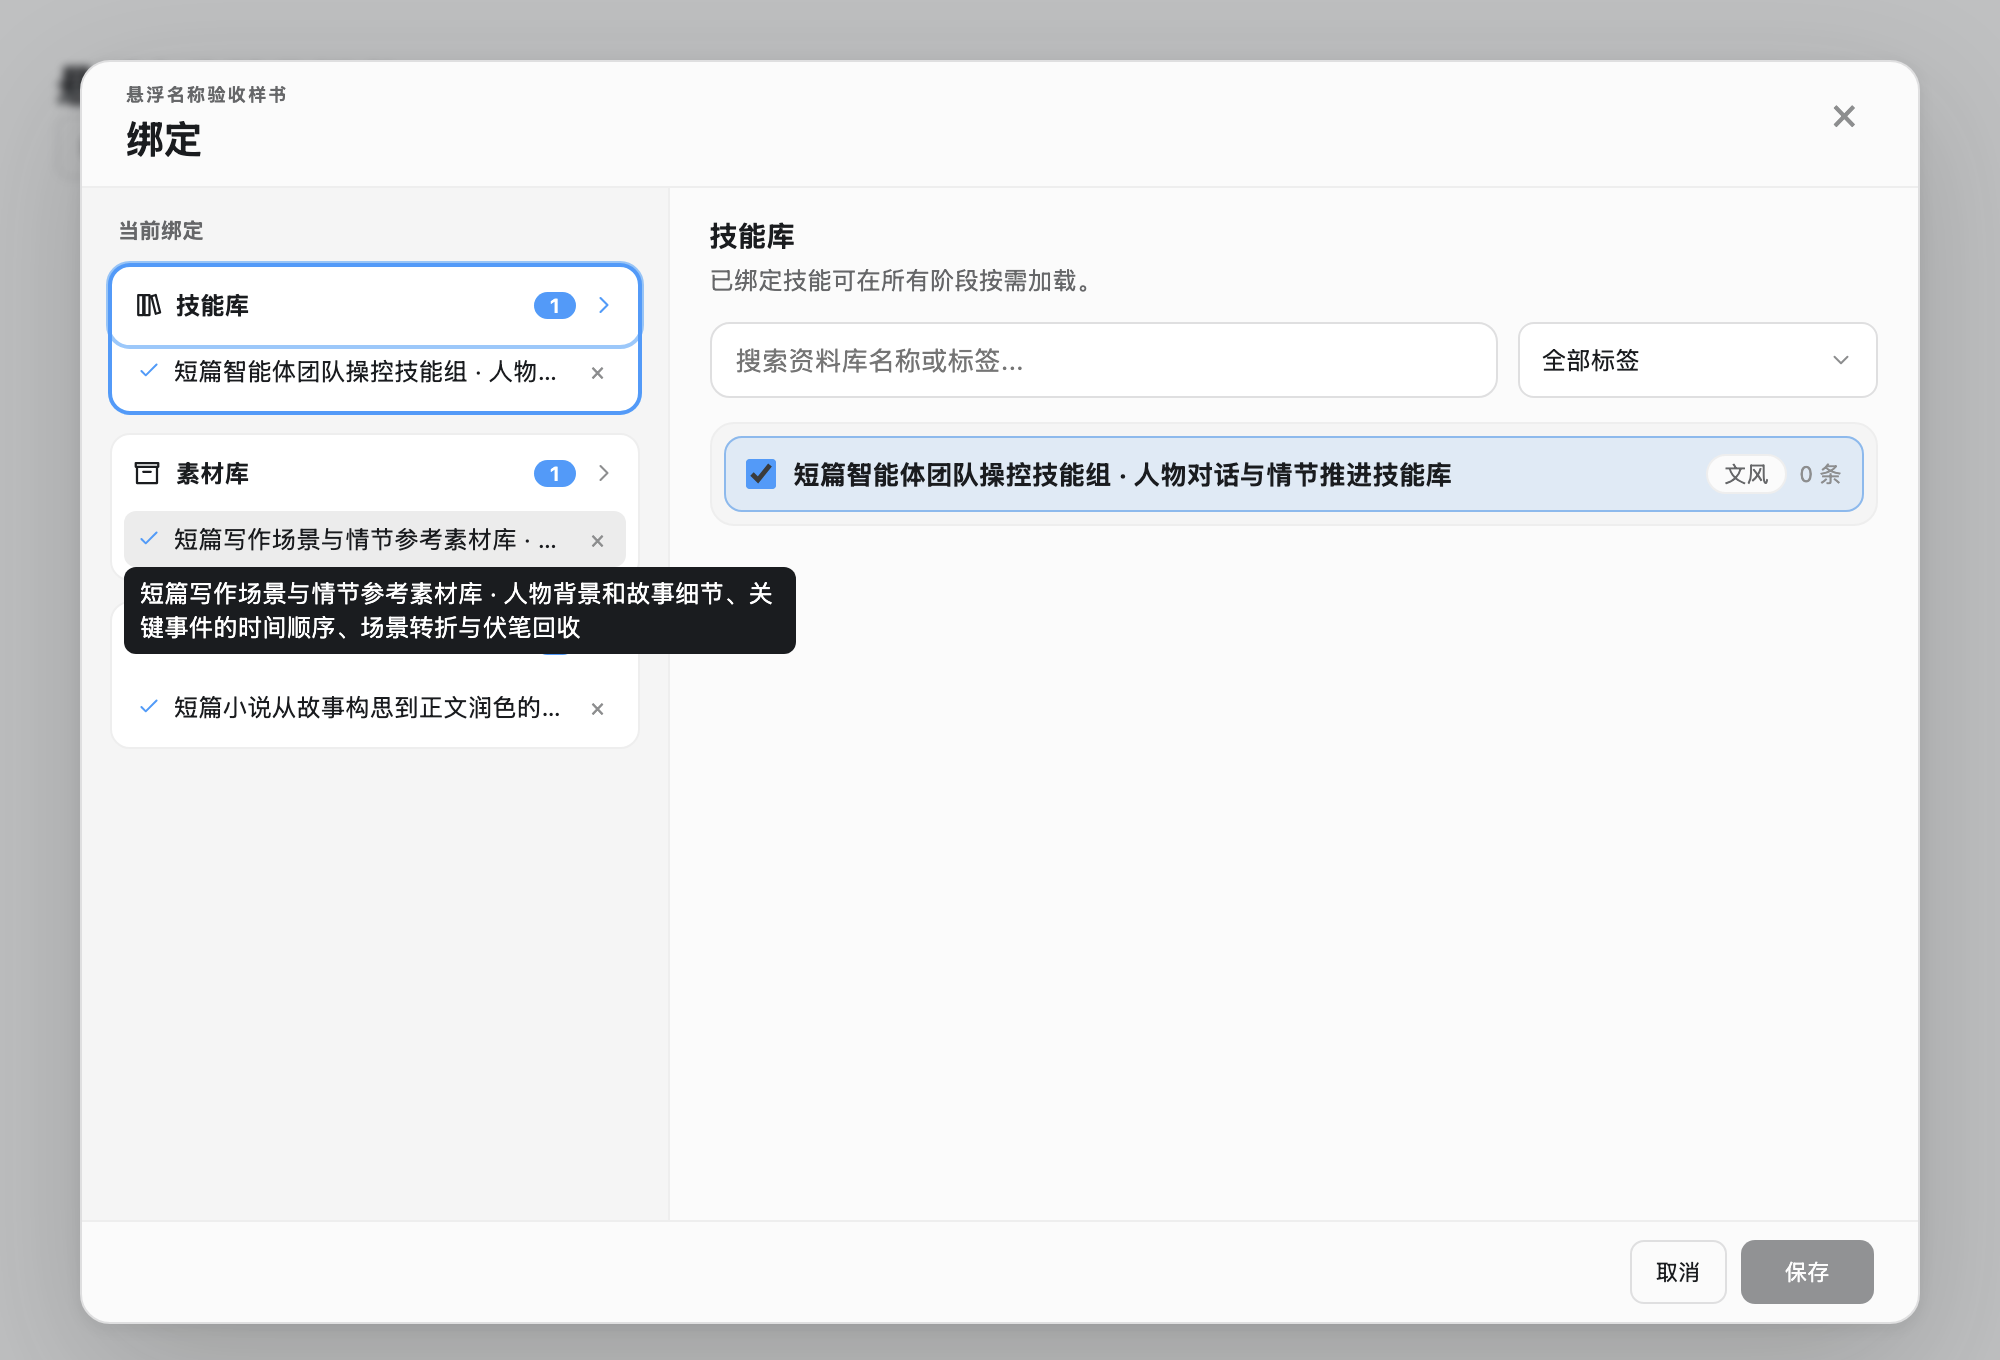 悬浮名称验收样书
绑定
当前绑定
技能库
1
短篇智能体团队操控技能组 · 人物...
素材库
1
短篇写作场景与情节参考素材库 · ...
短篇写作场景与情节参考素材库 · 人物背景和故事细节、关
键事件的时间顺序、场景转折与伏笔回收
短篇小说从故事构思到正文润色的...
技能库
已绑定技能可在所有阶段按需加载。
搜索资料库名称或标签...
全部标签
短篇智能体团队操控技能组 · 人物对话与情节推进技能库
文风
0 条
取消
保存